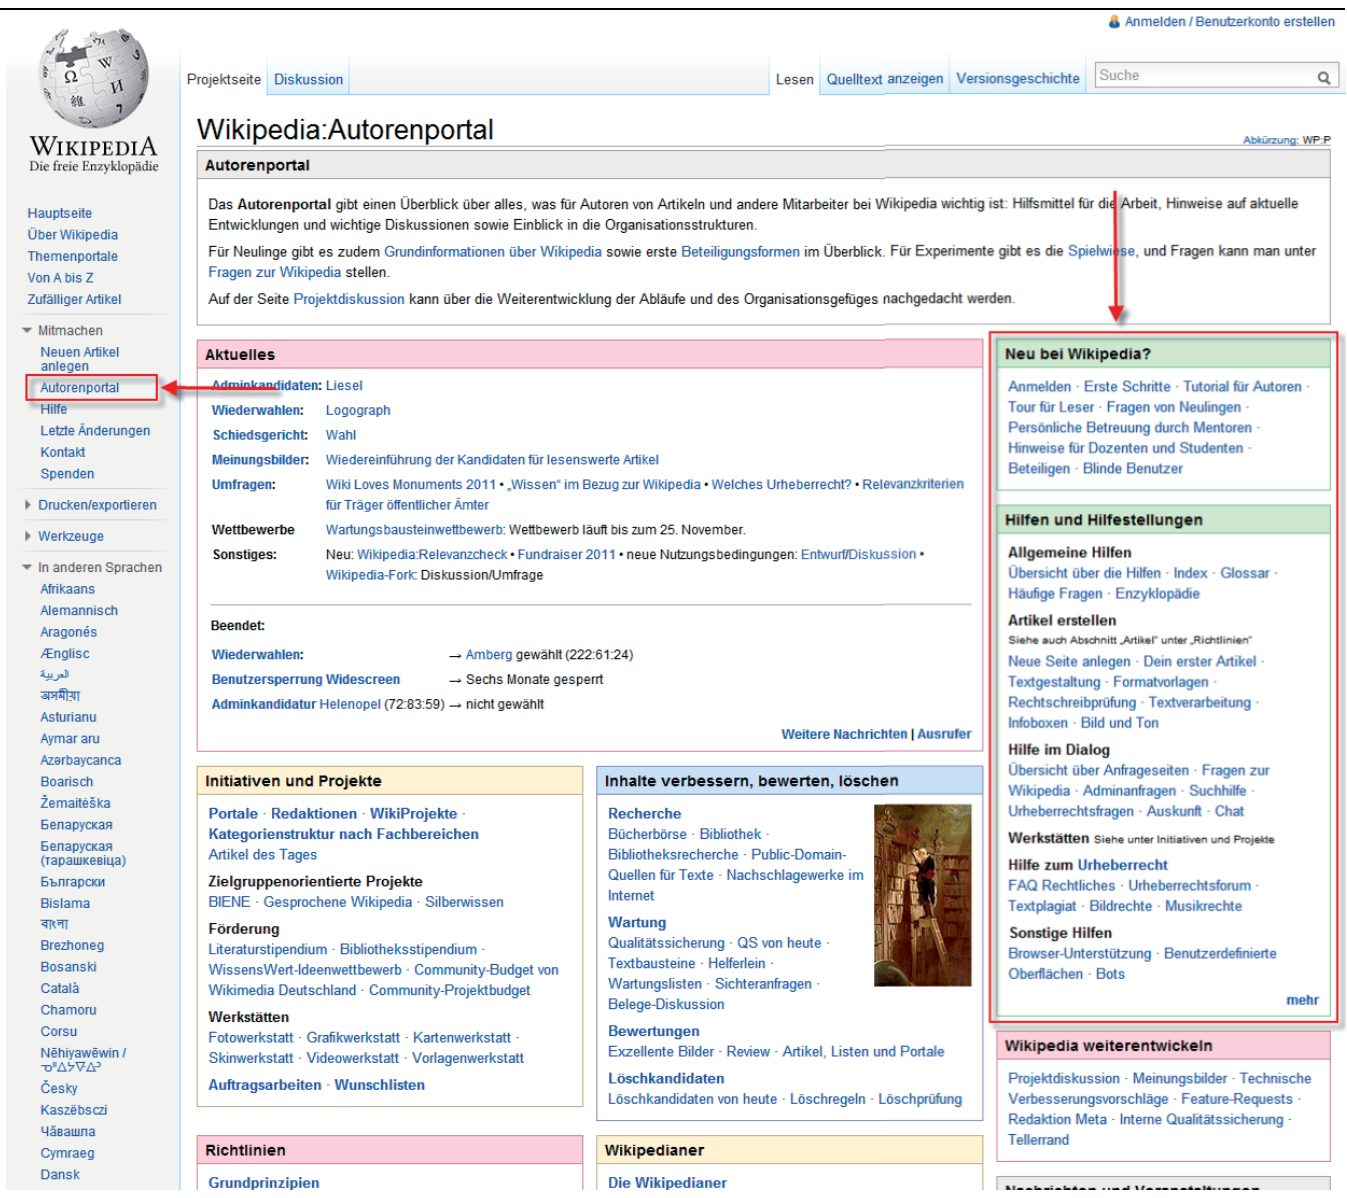 Anmelden / Benutzerkonto erstellen
Projektseite Diskussion Lesen Quelltext anzeigen Versionsgeschichte Suche
WIKIPEDIA
Die freie Enzyklopädie
Hauptseite
Über Wikipedia
Themenportale
Von A bis Z
Zufälliger Artikel
Mitmachen
Neuen Artikel
anlegen
Autorenportal
Hilfe
Letzte Änderungen
Kontakt
Spenden
Drucken/exportieren
Werkzeuge
In anderen Sprachen
Afrikaans
Alemannisch
Aragonés
Ænglisc
العربية
অসমীয়া
Asturianu
Aymar aru
Azərbaycanca
Boarisch
Žemaitėška
Беларуская
Беларуская
(тарашкевіца)
Български
Bislama
বাংলা
Brezhoneg
Bosanski
Català
Chamoru
Corsu
Nēhiyawēwin /
Česky
Kaszëbsczi
Чӑвашла
Cymraeg
Dansk
Wikipedia:Autorenportal
Abkürzung: WP:P
Autorenportal
Das Autorenportal gibt einen Überblick über alles, was für Autoren von Artikeln und andere Mitarbeiter bei Wikipedia wichtig ist: Hilfsmittel für die Arbeit, Hinweise auf aktuelle
Entwicklungen und wichtige Diskussionen sowie Einblick in die Organisationsstrukturen.
Für Neulinge gibt es zudem Grundinformationen über Wikipedia sowie erste Beteiligungsformen im Überblick. Für Experimente gibt es die Spielwiese, und Fragen kann man unter
Fragen zur Wikipedia stellen.
Auf der Seite Projektdiskussion kann über die Weiterentwicklung der Abläufe und des Organisationsgefüges nachgedacht werden.
Aktuelles
Adminkandidaten: Liesel
Wiederwahlen: Logograph
Schiedsgericht: Wahl
Meinungsbilder: Wiedereinführung der Kandidaten für lesenswerte Artikel
Umfragen: Wiki Loves Monuments 2011 • „Wissen“ im Bezug zur Wikipedia • Welches Urheberrecht? • Relevanzkriterien
für Träger öffentlicher Ämter
Wettbewerbe Wartungsbausteinwettbewerb: Wettbewerb läuft bis zum 25. November.
Sonstiges: Neu: Wikipedia:Relevanzcheck • Fundraiser 2011 • neue Nutzungsbedingungen: Entwurf/Diskussion •
Wikipedia-Fork: Diskussion/Umfrage
Beendet:
Wiederwahlen: → Amberg gewählt (222:61:24)
Benutzersperrung Widescreen → Sechs Monate gesperrt
Adminkandidatur Helenopel (72:83:59) → nicht gewählt
Weitere Nachrichten | Ausrufer
Initiativen und Projekte
Portale · Redaktionen · WikiProjekte ·
Kategorienstruktur nach Fachbereichen
Artikel des Tages
Zielgruppenorientierte Projekte
BIENE · Gesprochene Wikipedia · Silberwissen
Förderung
Literaturstipendium · Bibliotheksstipendium ·
WissensWert-Ideenwettbewerb · Community-Budget von
Wikimedia Deutschland · Community-Projektbudget
Werkstätten
Fotowerkstatt · Grafikwerkstatt · Kartenwerkstatt ·
Skinwerkstatt · Videowerkstatt · Vorlagenwerkstatt
Auftragsarbeiten · Wunschlisten
Inhalte verbessern, bewerten, löschen
Recherche
Bücherbörse · Bibliothek ·
Bibliotheksrecherche · Public-Domain-
Quellen für Texte · Nachschlagewerke im
Internet
Wartung
Qualitätssicherung · QS von heute ·
Textbausteine · Helferlein ·
Wartungslisten · Sichteranfragen ·
Belege-Diskussion
Bewertungen
Exzellente Bilder · Review · Artikel, Listen und Portale
Löschkandidaten
Löschkandidaten von heute · Löschregeln · Löschprüfung
Richtlinien
Grundprinzipien
Wikipedianer
Die Wikipedianer
Neu bei Wikipedia?
Anmelden · Erste Schritte · Tutorial für Autoren ·
Tour für Leser · Fragen von Neulingen ·
Persönliche Betreuung durch Mentoren ·
Hinweise für Dozenten und Studenten ·
Beteiligen · Blinde Benutzer
Hilfen und Hilfestellungen
Allgemeine Hilfen
Übersicht über die Hilfen · Index · Glossar ·
Häufige Fragen · Enzyklopädie
Artikel erstellen
Siehe auch Abschnitt „Artikel“ unter „Richtlinien“
Neue Seite anlegen · Dein erster Artikel ·
Textgestaltung · Formatvorlagen ·
Rechtschreibprüfung · Textverarbeitung ·
Infoboxen · Bild und Ton
Hilfe im Dialog
Übersicht über Anfrageseiten · Fragen zur
Wikipedia · Adminanfragen · Suchhilfe ·
Urheberrechtsfragen · Auskunft · Chat
Werkstätten Siehe unter Initiativen und Projekte
Hilfe zum Urheberrecht
FAQ Rechtliches · Urheberrechtsforum ·
Textplagiat · Bildrechte · Musikrechte
Sonstige Hilfen
Browser-Unterstützung · Benutzerdefinierte
Oberflächen · Bots
mehr
Wikipedia weiterentwickeln
Projektdiskussion · Meinungsbilder · Technische
Verbesserungsvorschläge · Feature-Requests ·
Redaktion Meta · Interne Qualitätssicherung ·
Tellerrand
Nachrichten und Veranstaltungen